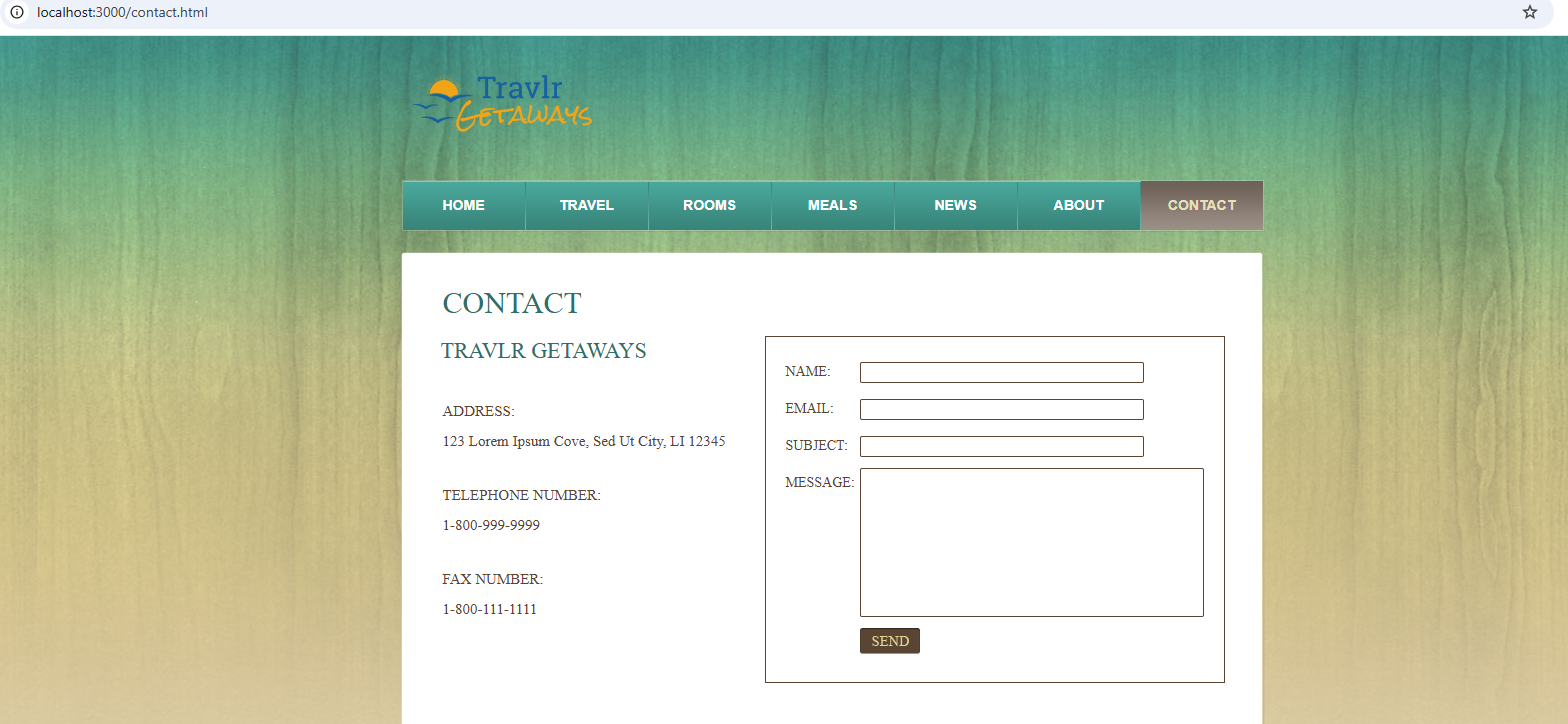 localhost:3000/contact.html
Travlr
Getaways
HOME TRAVEL ROOMS MEALS NEWS ABOUT CONTACT
CONTACT
TRAVLR GETAWAYS
ADDRESS:
123 Lorem Ipsum Cove, Sed Ut City, LI 12345
TELEPHONE NUMBER:
1-800-999-9999
FAX NUMBER:
1-800-111-1111
NAME:
EMAIL:
SUBJECT:
MESSAGE:
SEND